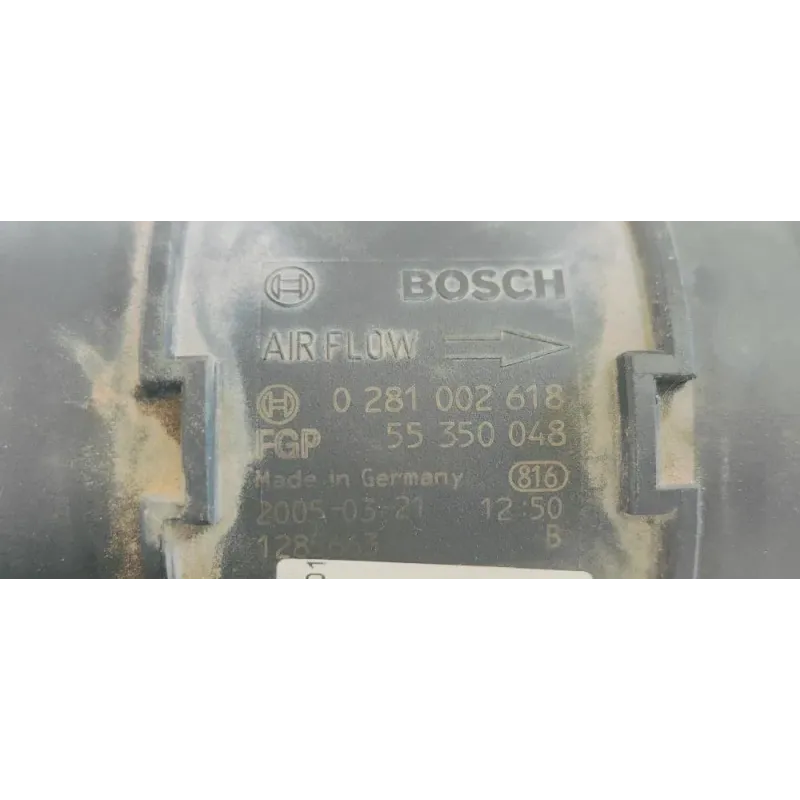 BOSCH
AIR FLOW
0 281 002 618
FGP 55 350 048
Made in Germany 816
2005-03-21 12:50
B
01